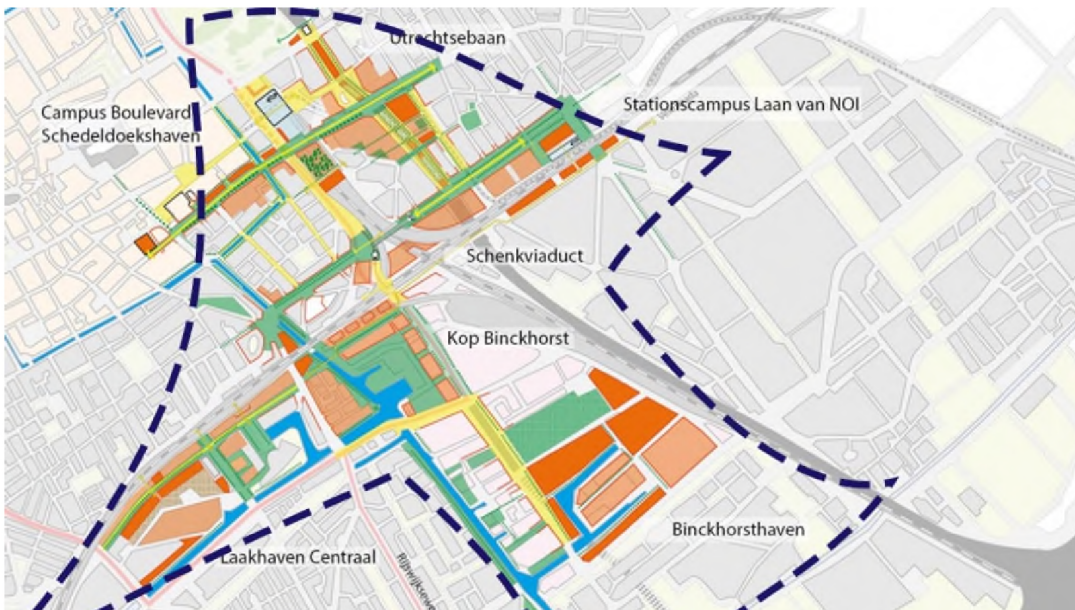 Utrechtsebaan
Campus Boulevard
Schedeldoekshaven
Stationscampus Laan van NOI
Schenkviaduct
Kop Binckhorst
Binckhorsthaven
Laakhaven Centraal